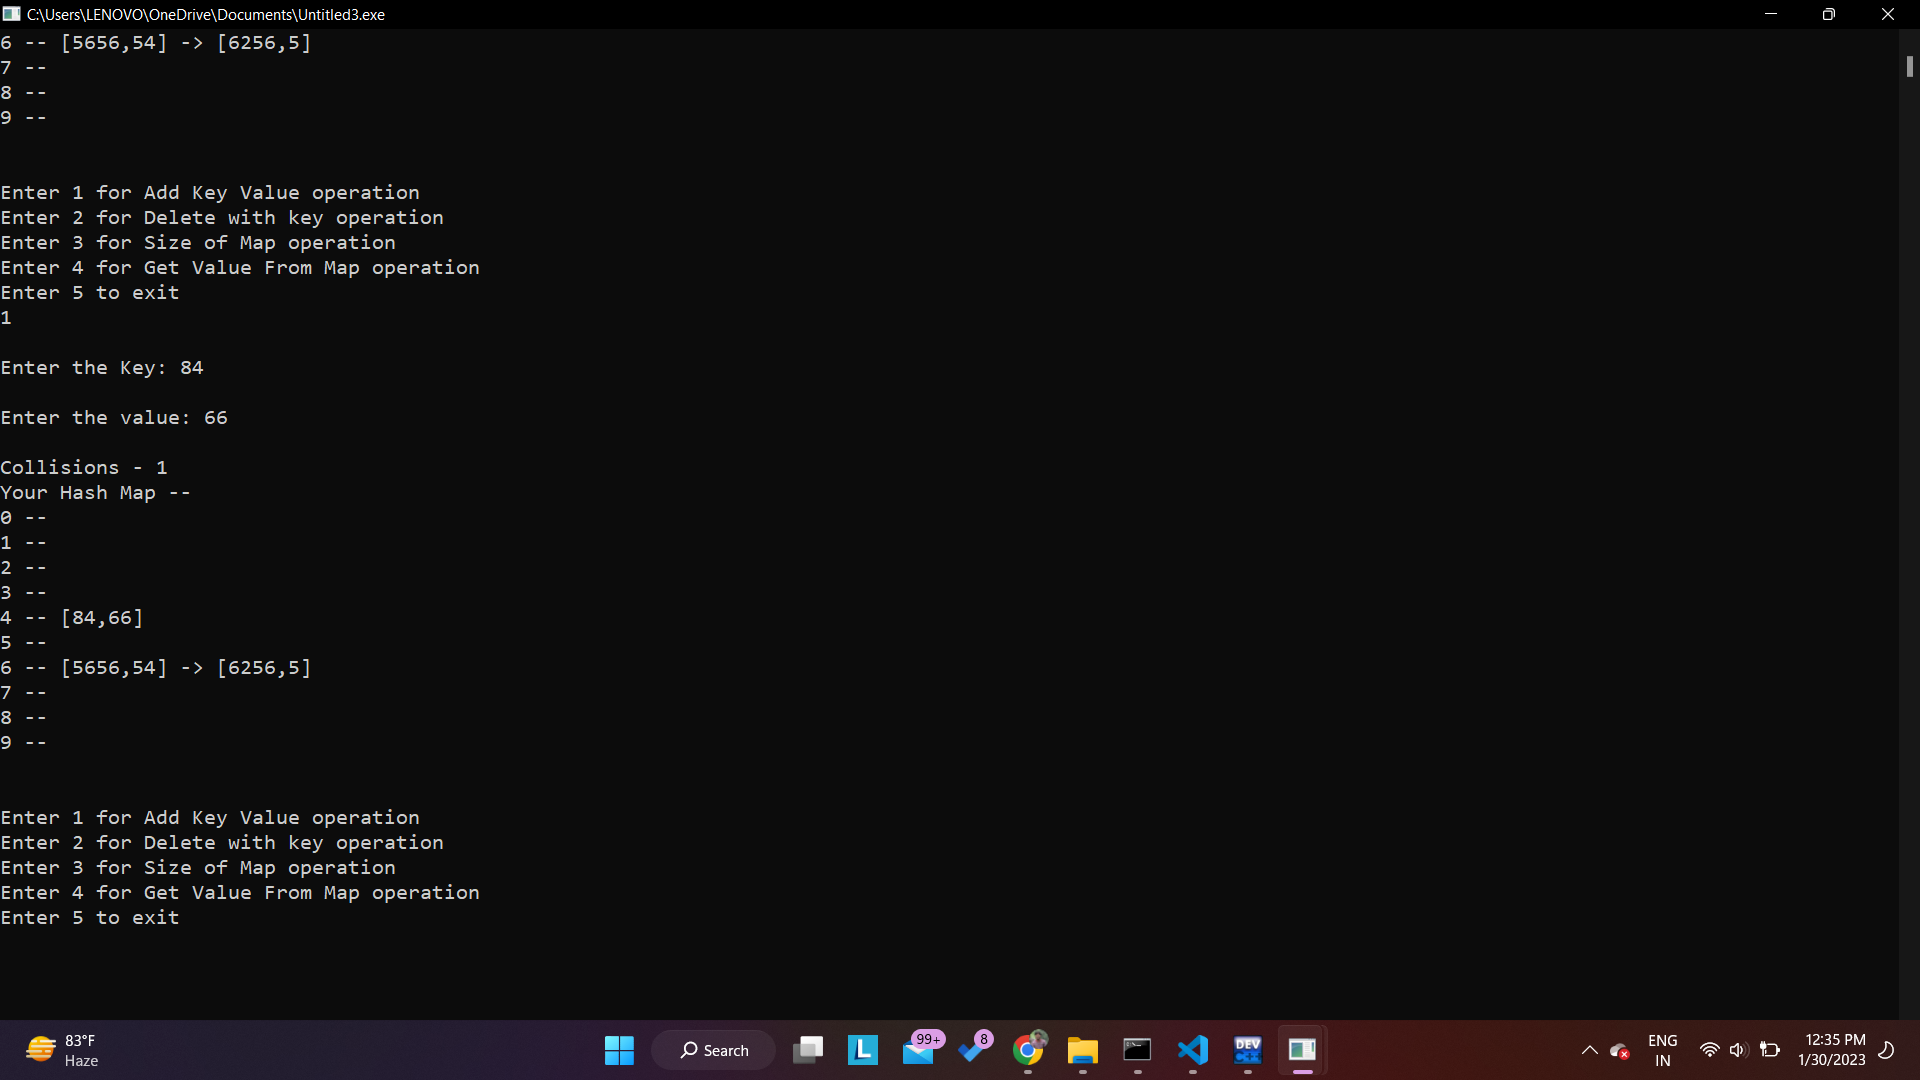 C:\Users\LENOVO\OneDrive\Documents\Untitled3.exe
6 -- [5656,54] -> [6256,5]
7 --
8 --
9 --
Enter 1 for Add Key Value operation
Enter 2 for Delete with key operation
Enter 3 for Size of Map operation
Enter 4 for Get Value From Map operation
Enter 5 to exit
1
Enter the Key: 84
Enter the value: 66
Collisions - 1
Your Hash Map --
0 --
1 --
2 --
3 --
4 -- [84,66]
5 --
6 -- [5656,54] -> [6256,5]
7 --
8 --
9 --
Enter 1 for Add Key Value operation
Enter 2 for Delete with key operation
Enter 3 for Size of Map operation
Enter 4 for Get Value From Map operation
Enter 5 to exit
83°F
Haze
Search
L
99+
8
DEV
C++
ENG
IN
12:35 PM
1/30/2023